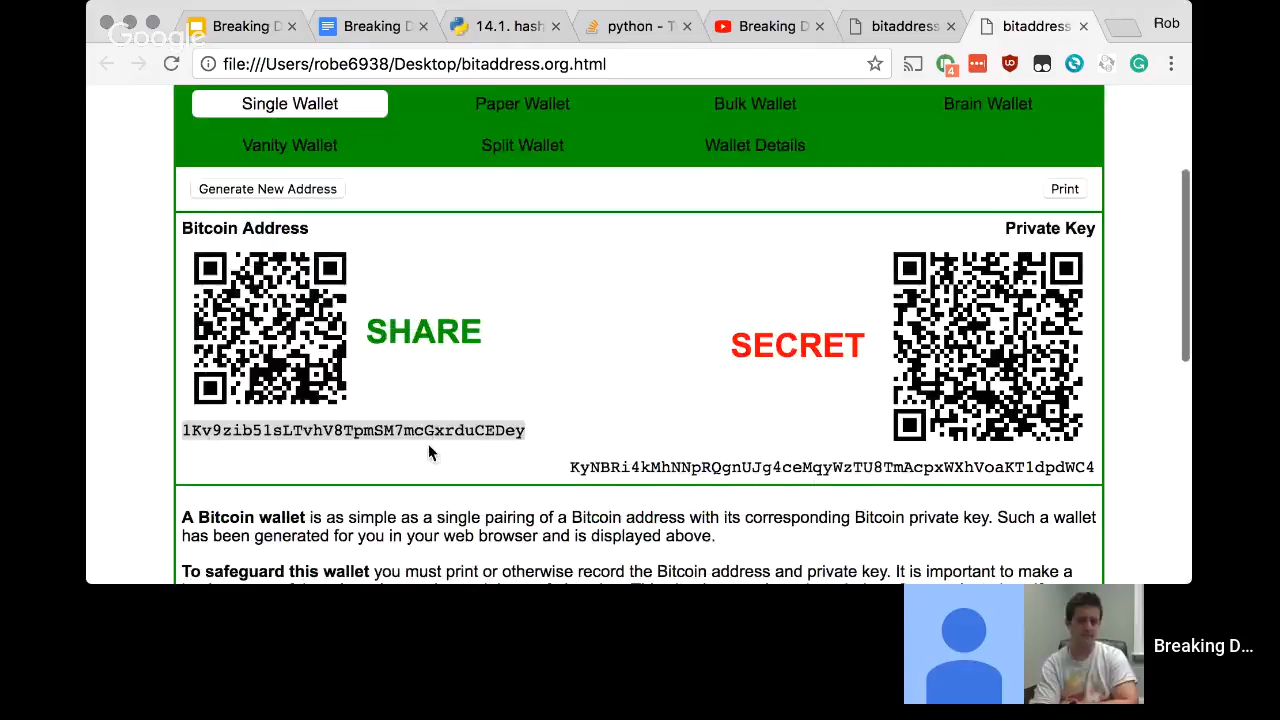 Google
Breaking D
Breaking D
14.1. hash
python - T
Breaking D
bitaddress
bitaddress
Rob
file:///Users/robe6938/Desktop/bitaddress.org.html
4
Single Wallet
Paper Wallet
Bulk Wallet
Brain Wallet
Vanity Wallet
Split Wallet
Wallet Details
Generate New Address
Print
Bitcoin Address
Private Key
SHARE
SECRET
1Kv9zib51sLTvhV8TpmSM7mcGxrduCEDey
KyNBRi4kMhNNpRQgnUJg4ceMqyWzTU8TmAcpxWXhVoaKT1dpdWC4
A Bitcoin wallet is as simple as a single pairing of a Bitcoin address with its corresponding Bitcoin private key. Such a wallet
has been generated for you in your web browser and is displayed above.
To safeguard this wallet you must print or otherwise record the Bitcoin address and private key. It is important to make a
Breaking D...